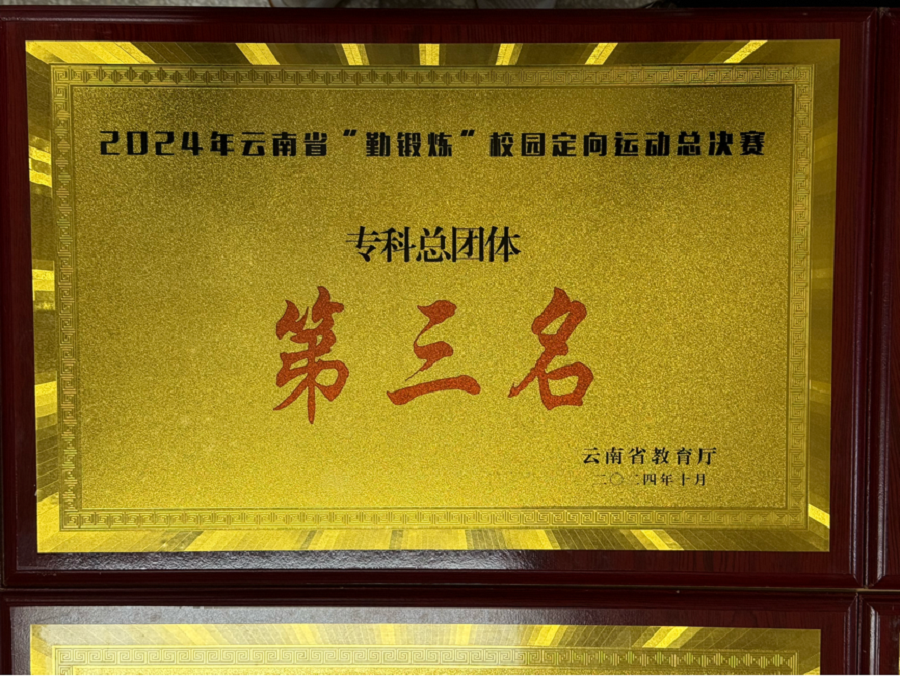 2024年云南省"勤锻炼"校园定向运动总决赛
专科总团体
第三名
云南省教育厅
二〇二四年十月